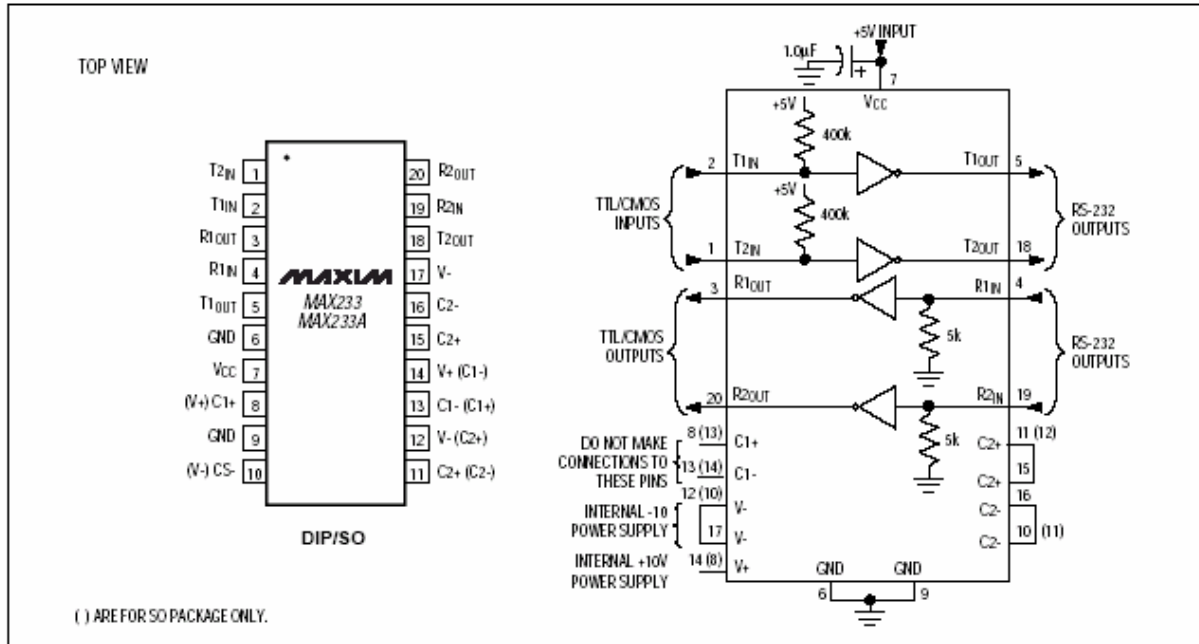 TOP VIEW
T2IN 1
T1IN 2
R1OUT 3
R1IN 4
T1OUT 5
GND 6
VCC 7
(V+) C1+ 8
GND 9
(V-) CS- 10
MAXIM
MAX233
MAX233A
20 R2OUT
19 R2IN
18 T2OUT
17 V-
16 C2-
15 C2+
14 V+ (C1-)
13 C1- (C1+)
12 V- (C2+)
11 C2+ (C2-)
DIP/SO
( ) ARE FOR SO PACKAGE ONLY.
+5V INPUT
1.0µF
+
7
VCC
+5V
400k
2 T1IN
T1OUT 5
+5V
400k
TTL/CMOS
INPUTS
RS-232
OUTPUTS
1 T2IN
T2OUT 18
3 R1OUT
R1IN 4
5k
TTL/CMOS
OUTPUTS
RS-232
OUTPUTS
20 R2OUT
R2IN 19
5k
DO NOT MAKE
CONNECTIONS TO
THESE PINS
8 (13) C1+
13 (14) C1-
12 (10) V-
INTERNAL -10
POWER SUPPLY
17 V-
INTERNAL +10V
POWER SUPPLY
14 (8) V+
C2+ 11 (12)
C2+ 15
C2- 16
C2- 10 (11)
GND GND
6 9